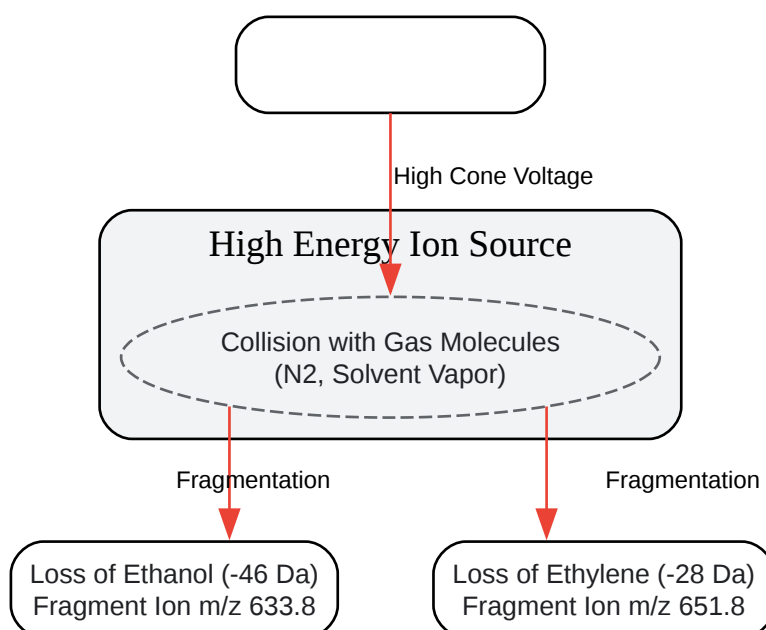 High Cone Voltage
High Energy Ion Source
Collision with Gas Molecules
(N2, Solvent Vapor)
Fragmentation
Fragmentation
Loss of Ethanol (-46 Da)
Fragment Ion m/z 633.8
Loss of Ethylene (-28 Da)
Fragment Ion m/z 651.8